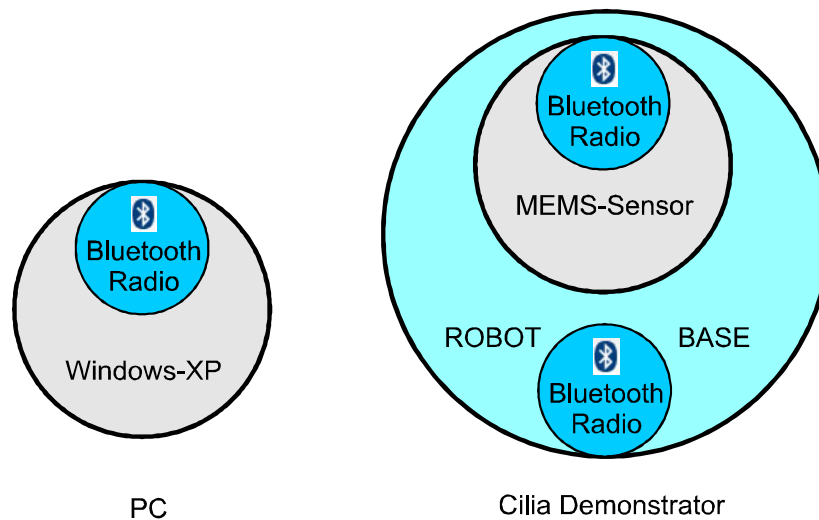 Bluetooth
Radio
Windows-XP
PC
Bluetooth
Radio
MEMS-Sensor
ROBOT BASE
Bluetooth
Radio
Cilia Demonstrator